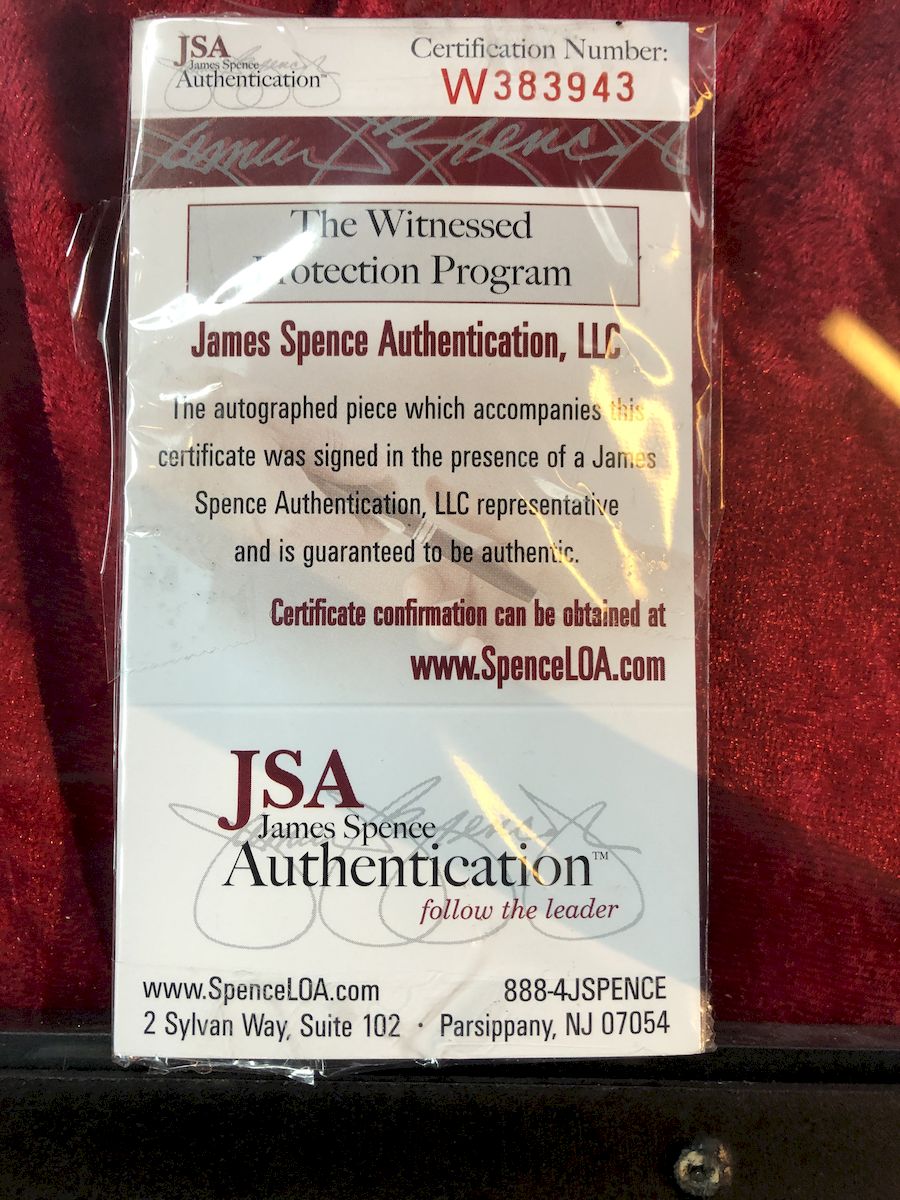 JSA
James Spence
Authentication™
Certification Number:
W383943
The Witnessed
Protection Program
James Spence Authentication, LLC
The autographed piece which accompanies this
certificate was signed in the presence of a James
Spence Authentication, LLC representative
and is guaranteed to be authentic.
Certificate confirmation can be obtained at
www.SpenceLOA.com
JSA
James Spence
Authentication™
follow the leader
www.SpenceLOA.com
888-4JSPENCE
2 Sylvan Way, Suite 102 · Parsippany, NJ 07054